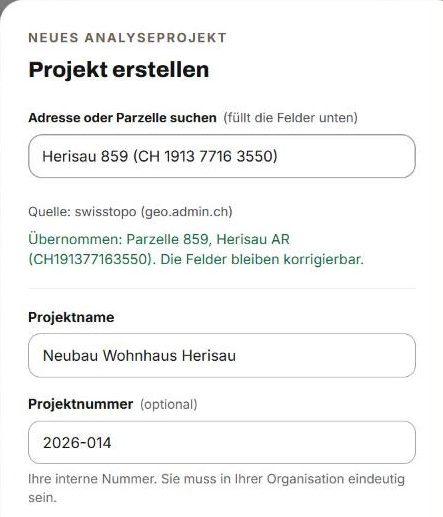 NEUES ANALYSEPROJEKT
Projekt erstellen
Adresse oder Parzelle suchen (füllt die Felder unten)
Herisau 859 (CH 1913 7716 3550)
Quelle: swisstopo (geo.admin.ch)
Übernommen: Parzelle 859, Herisau AR
(CH191377163550). Die Felder bleiben korrigierbar.
Projektname
Neubau Wohnhaus Herisau
Projektnummer (optional)
2026-014
Ihre interne Nummer. Sie muss in Ihrer Organisation eindeutig
sein.